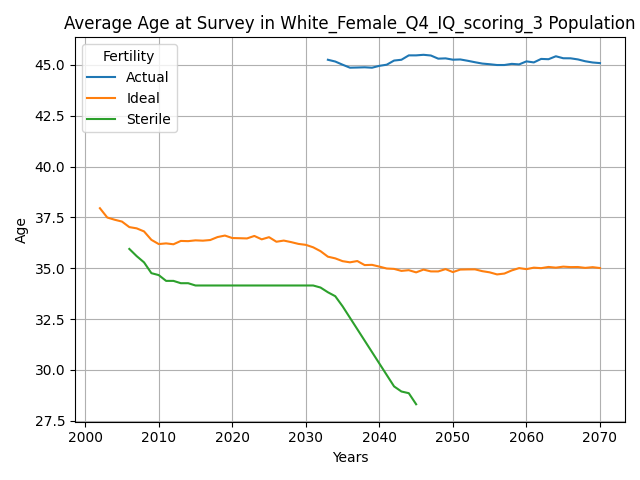 Average Age at Survey in White_Female_Q4_IQ_scoring_3 Population
Fertility
Actual
Ideal
Sterile
45.0
42.5
40.0
37.5
35.0
32.5
30.0
27.5
Age
2000
2010
2020
2030
2040
2050
2060
2070
Years